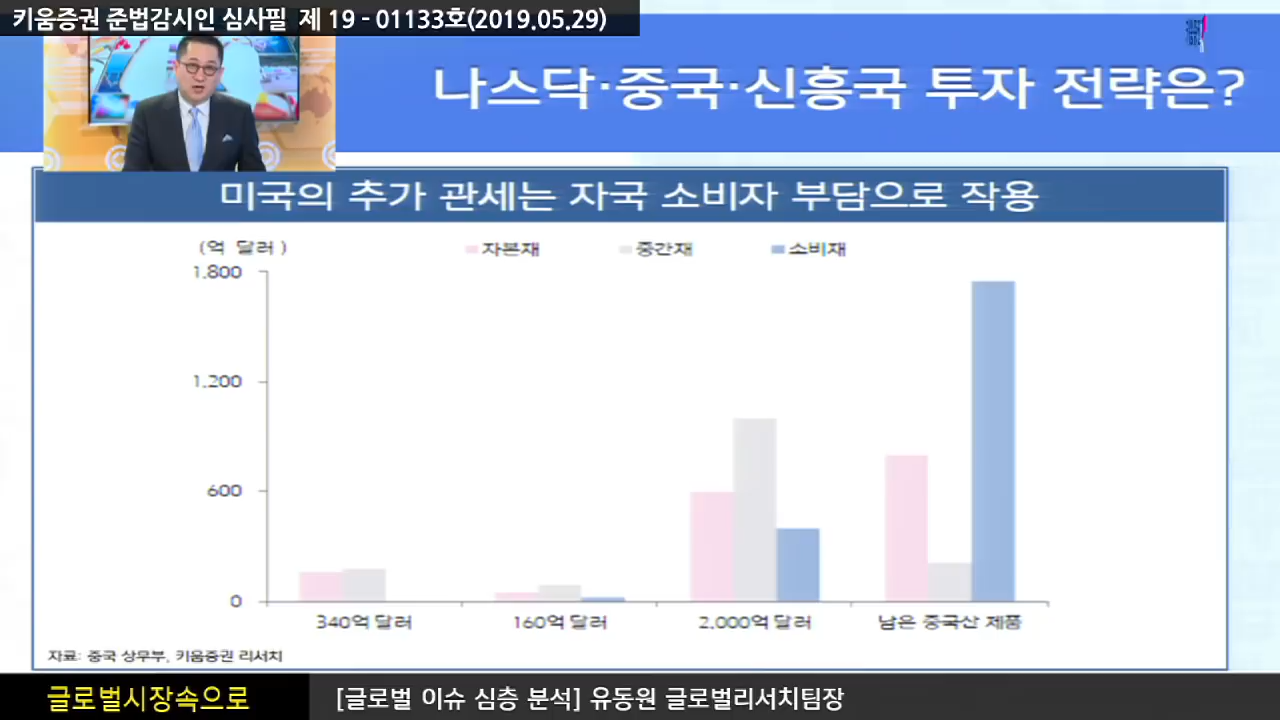 키움증권 준법감시인 심사필 제 19 - 01133호(2019.05.29)
나스닥·중국·신흥국 투자 전략은?
미국의 추가 관세는 자국 소비자 부담으로 작용
(억 달러)
자본재 중간재 소비재
1,800
1,200
600
0
340억 달러 160억 달러 2,000억 달러 남은 중국산 제품
자료: 중국 상무부, 키움증권 리서치
글로벌시장속으로 [글로벌 이슈 심층 분석] 유동원 글로벌리서치팀장